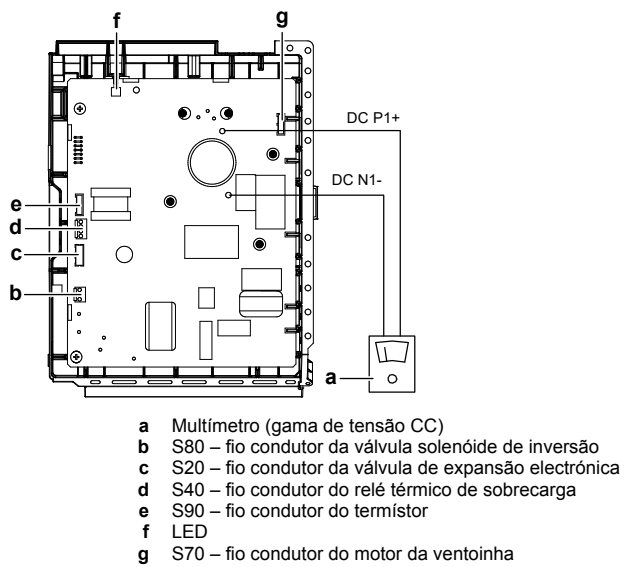 f
g
DC P1+
DC N1-
e
d
c
b
a
a Multímetro (gama de tensão CC)
b S80 – fio condutor da válvula solenóide de inversão
c S20 – fio condutor da válvula de expansão electrónica
d S40 – fio condutor do relé térmico de sobrecarga
e S90 – fio condutor do termístor
f LED
g S70 – fio condutor do motor da ventoinha